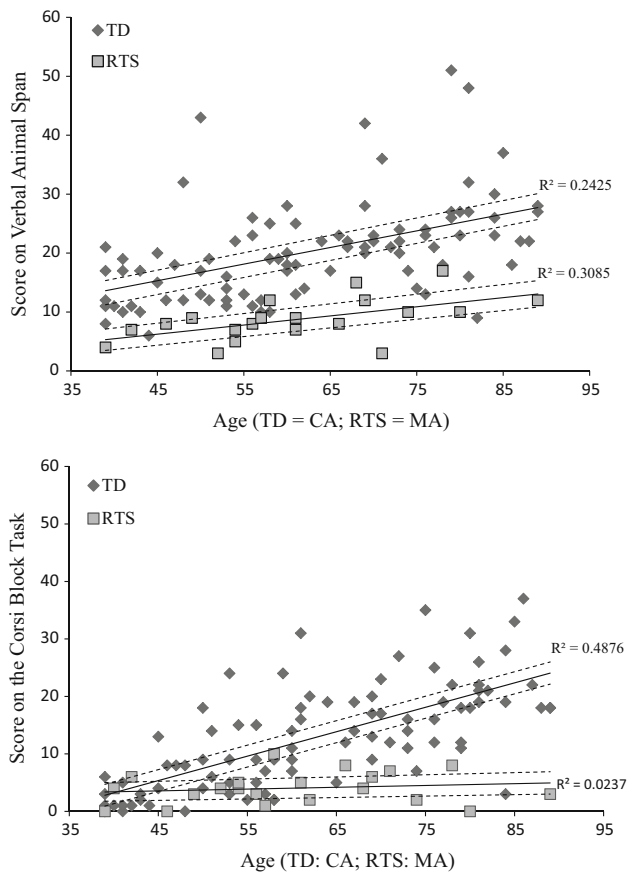 60
50
40
30
20
10
0
Score on Verbal Animal Span
TD
RTS
R² = 0.2425
R² = 0.3085
35 45 55 65 75 85 95
Age (TD = CA; RTS = MA)
60
50
40
30
20
10
0
Score on the Corsi Block Task
TD
RTS
R² = 0.4876
R² = 0.0237
35 45 55 65 75 85 95
Age (TD: CA; RTS: MA)